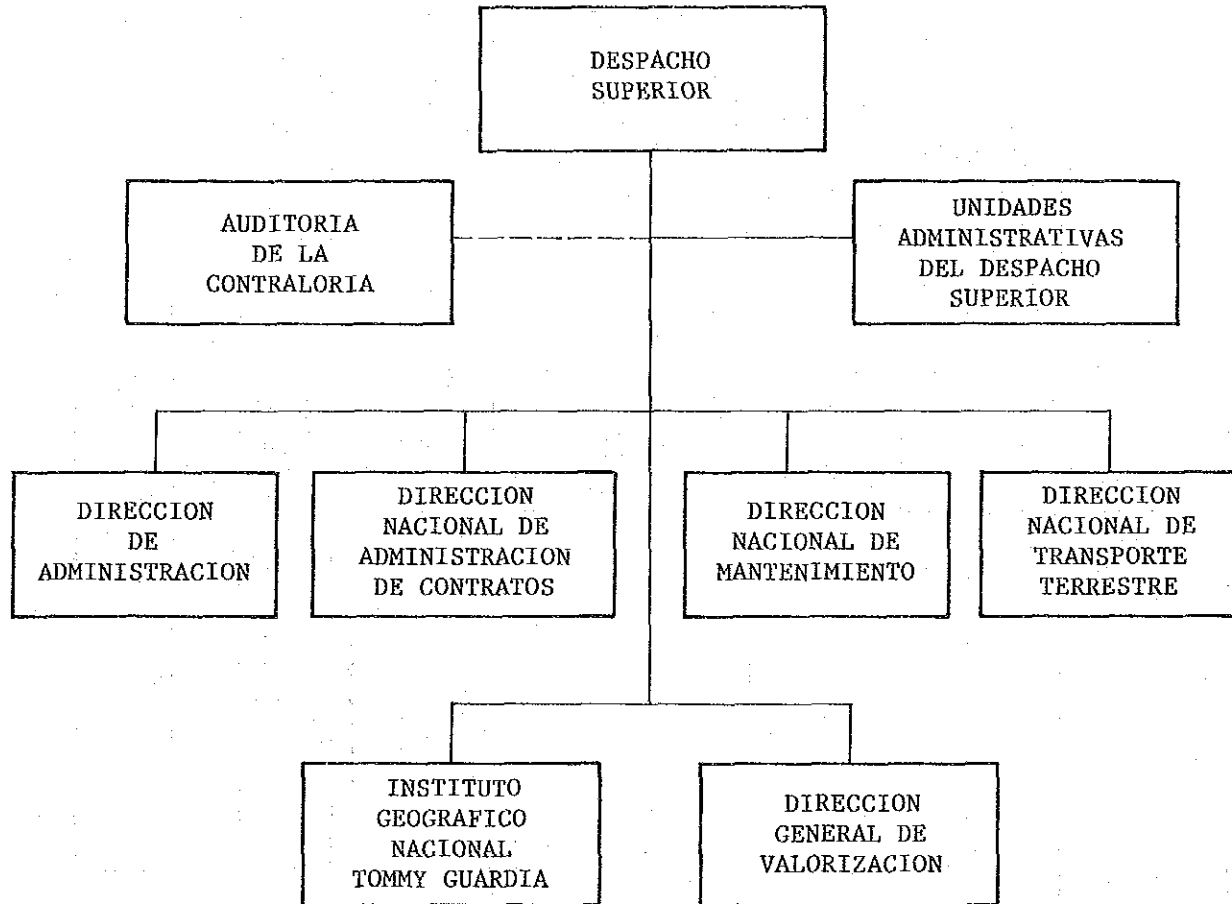 DESPACHO
SUPERIOR
AUDITORIA
DE LA
CONTRALORIA
UNIDADES
ADMINISTRATIVAS
DEL DESPACHO
SUPERIOR
DIRECCION
DE
ADMINISTRACION
DIRECCION
NACIONAL DE
ADMINISTRACION
DE CONTRATOS
DIRECCION
NACIONAL DE
MANTENIMIENTO
DIRECCION
NACIONAL DE
TRANSPORTE
TERRESTRE
INSTITUTO
GEOGRAFICO
NACIONAL
TOMMY GUARDIA
DIRECCION
GENERAL DE
VALORIZACION